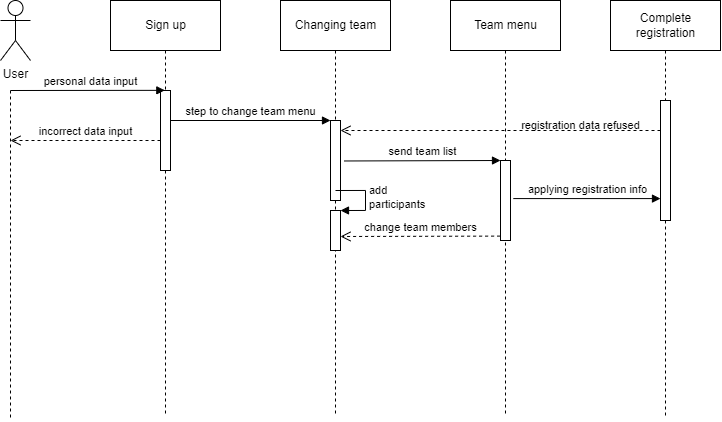 Sign up
Changing team
Team menu
Complete
registration
User
personal data input
step to change team menu
registration data refused
incorrect data input
send team list
add
participants
applying registration info
change team members